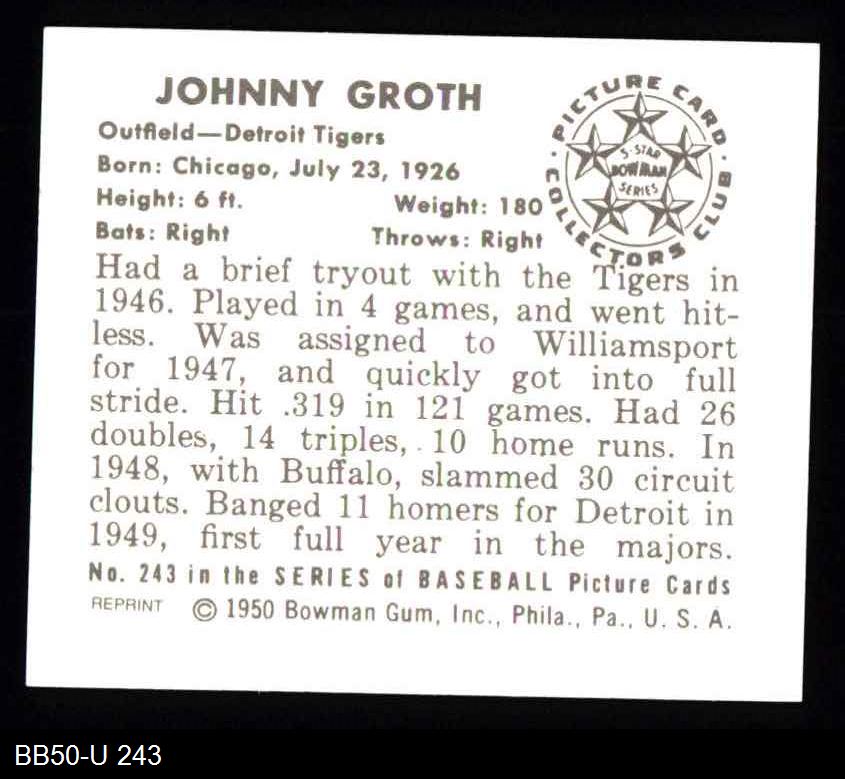 JOHNNY GROTH
Outfield—Detroit Tigers
Born: Chicago, July 23, 1926
Height: 6 ft. Weight: 180
Bats: Right Throws: Right
PICTURE CARD
COLLECTORS CLUB
5-STAR
BOWMAN
SERIES
Had a brief tryout with the Tigers in
1946. Played in 4 games, and went hit-
less. Was assigned to Williamsport
for 1947, and quickly got into full
stride. Hit .319 in 121 games. Had 26
doubles, 14 triples, 10 home runs. In
1948, with Buffalo, slammed 30 circuit
clouts. Banged 11 homers for Detroit in
1949, first full year in the majors.
No. 243 in the SERIES of BASEBALL Picture Cards
REPRINT © 1950 Bowman Gum, Inc., Phila., Pa., U. S. A.
BB50-U 243